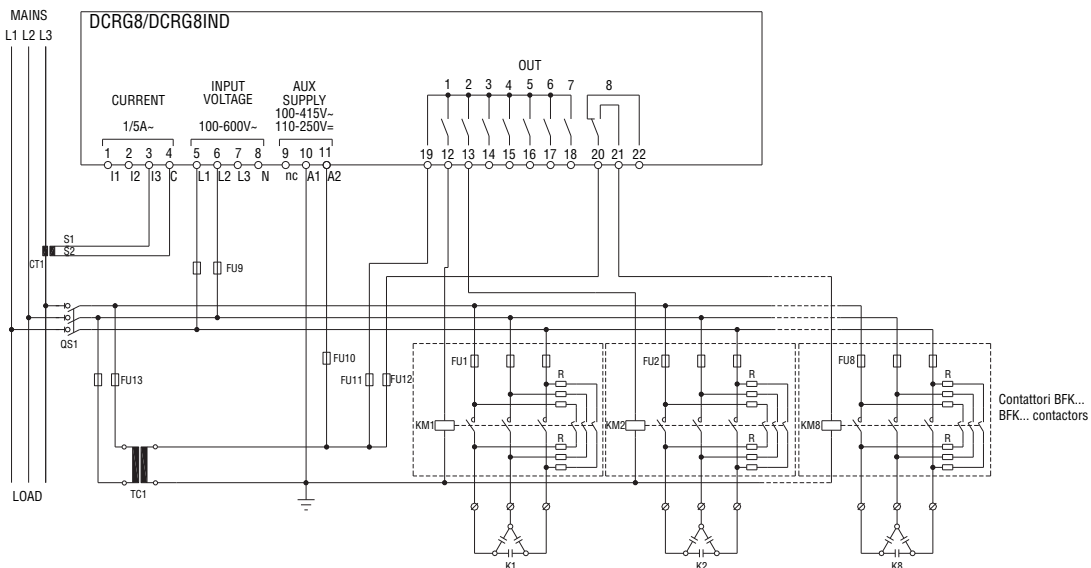 MAINS
L1 L2 L3
DCRG8/DCRG8IND
OUT
1 2 3 4 5 6 7 8
CURRENT
1/5A~
INPUT
VOLTAGE
100-600V~
AUX
SUPPLY
100-415V~
110-250V=
1 2 3 4 5 6 7 8 9 10 11 19 12 13 14 15 16 17 18 20 21 22
I1 I2 I3 C L1 L2 L3 N nc A1 A2
S1
S2
CT1
FU9
QS1
FU13
FU10
FU11
FU12
FU1
FU2
FU8
R
R
R
Contattori BFK...
BFK... contactors
KM1
KM2
KM8
R
R
R
LOAD
TC1
K1
K2
K8